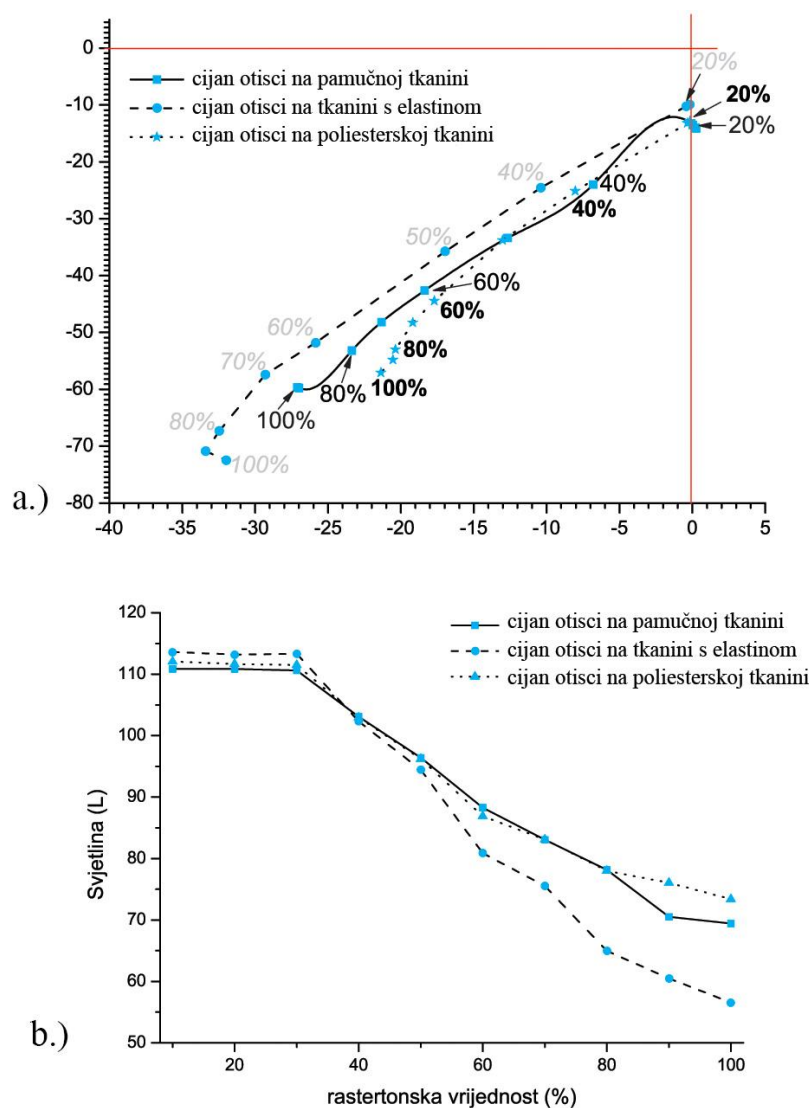 0
-10
-20
-30
-40
-50
-60
-70
-80
cijan otisci na pamučnoj tkanini
cijan otisci na tkanini s elastinom
cijan otisci na poliesterskoj tkanini
20%
20%
20%
40%
40%
40%
50%
60%
60%
60%
70%
80%
80%
80%
100%
100%
100%
a.)
-40 -35 -30 -25 -20 -15 -10 -5 0 5
120
110
100
90
80
70
60
50
Svjetlina (L)
cijan otisci na pamučnoj tkanini
cijan otisci na tkanini s elastinom
cijan otisci na poliesterskoj tkanini
b.)
20 40 60 80 100
rastertonska vrijednost (%)